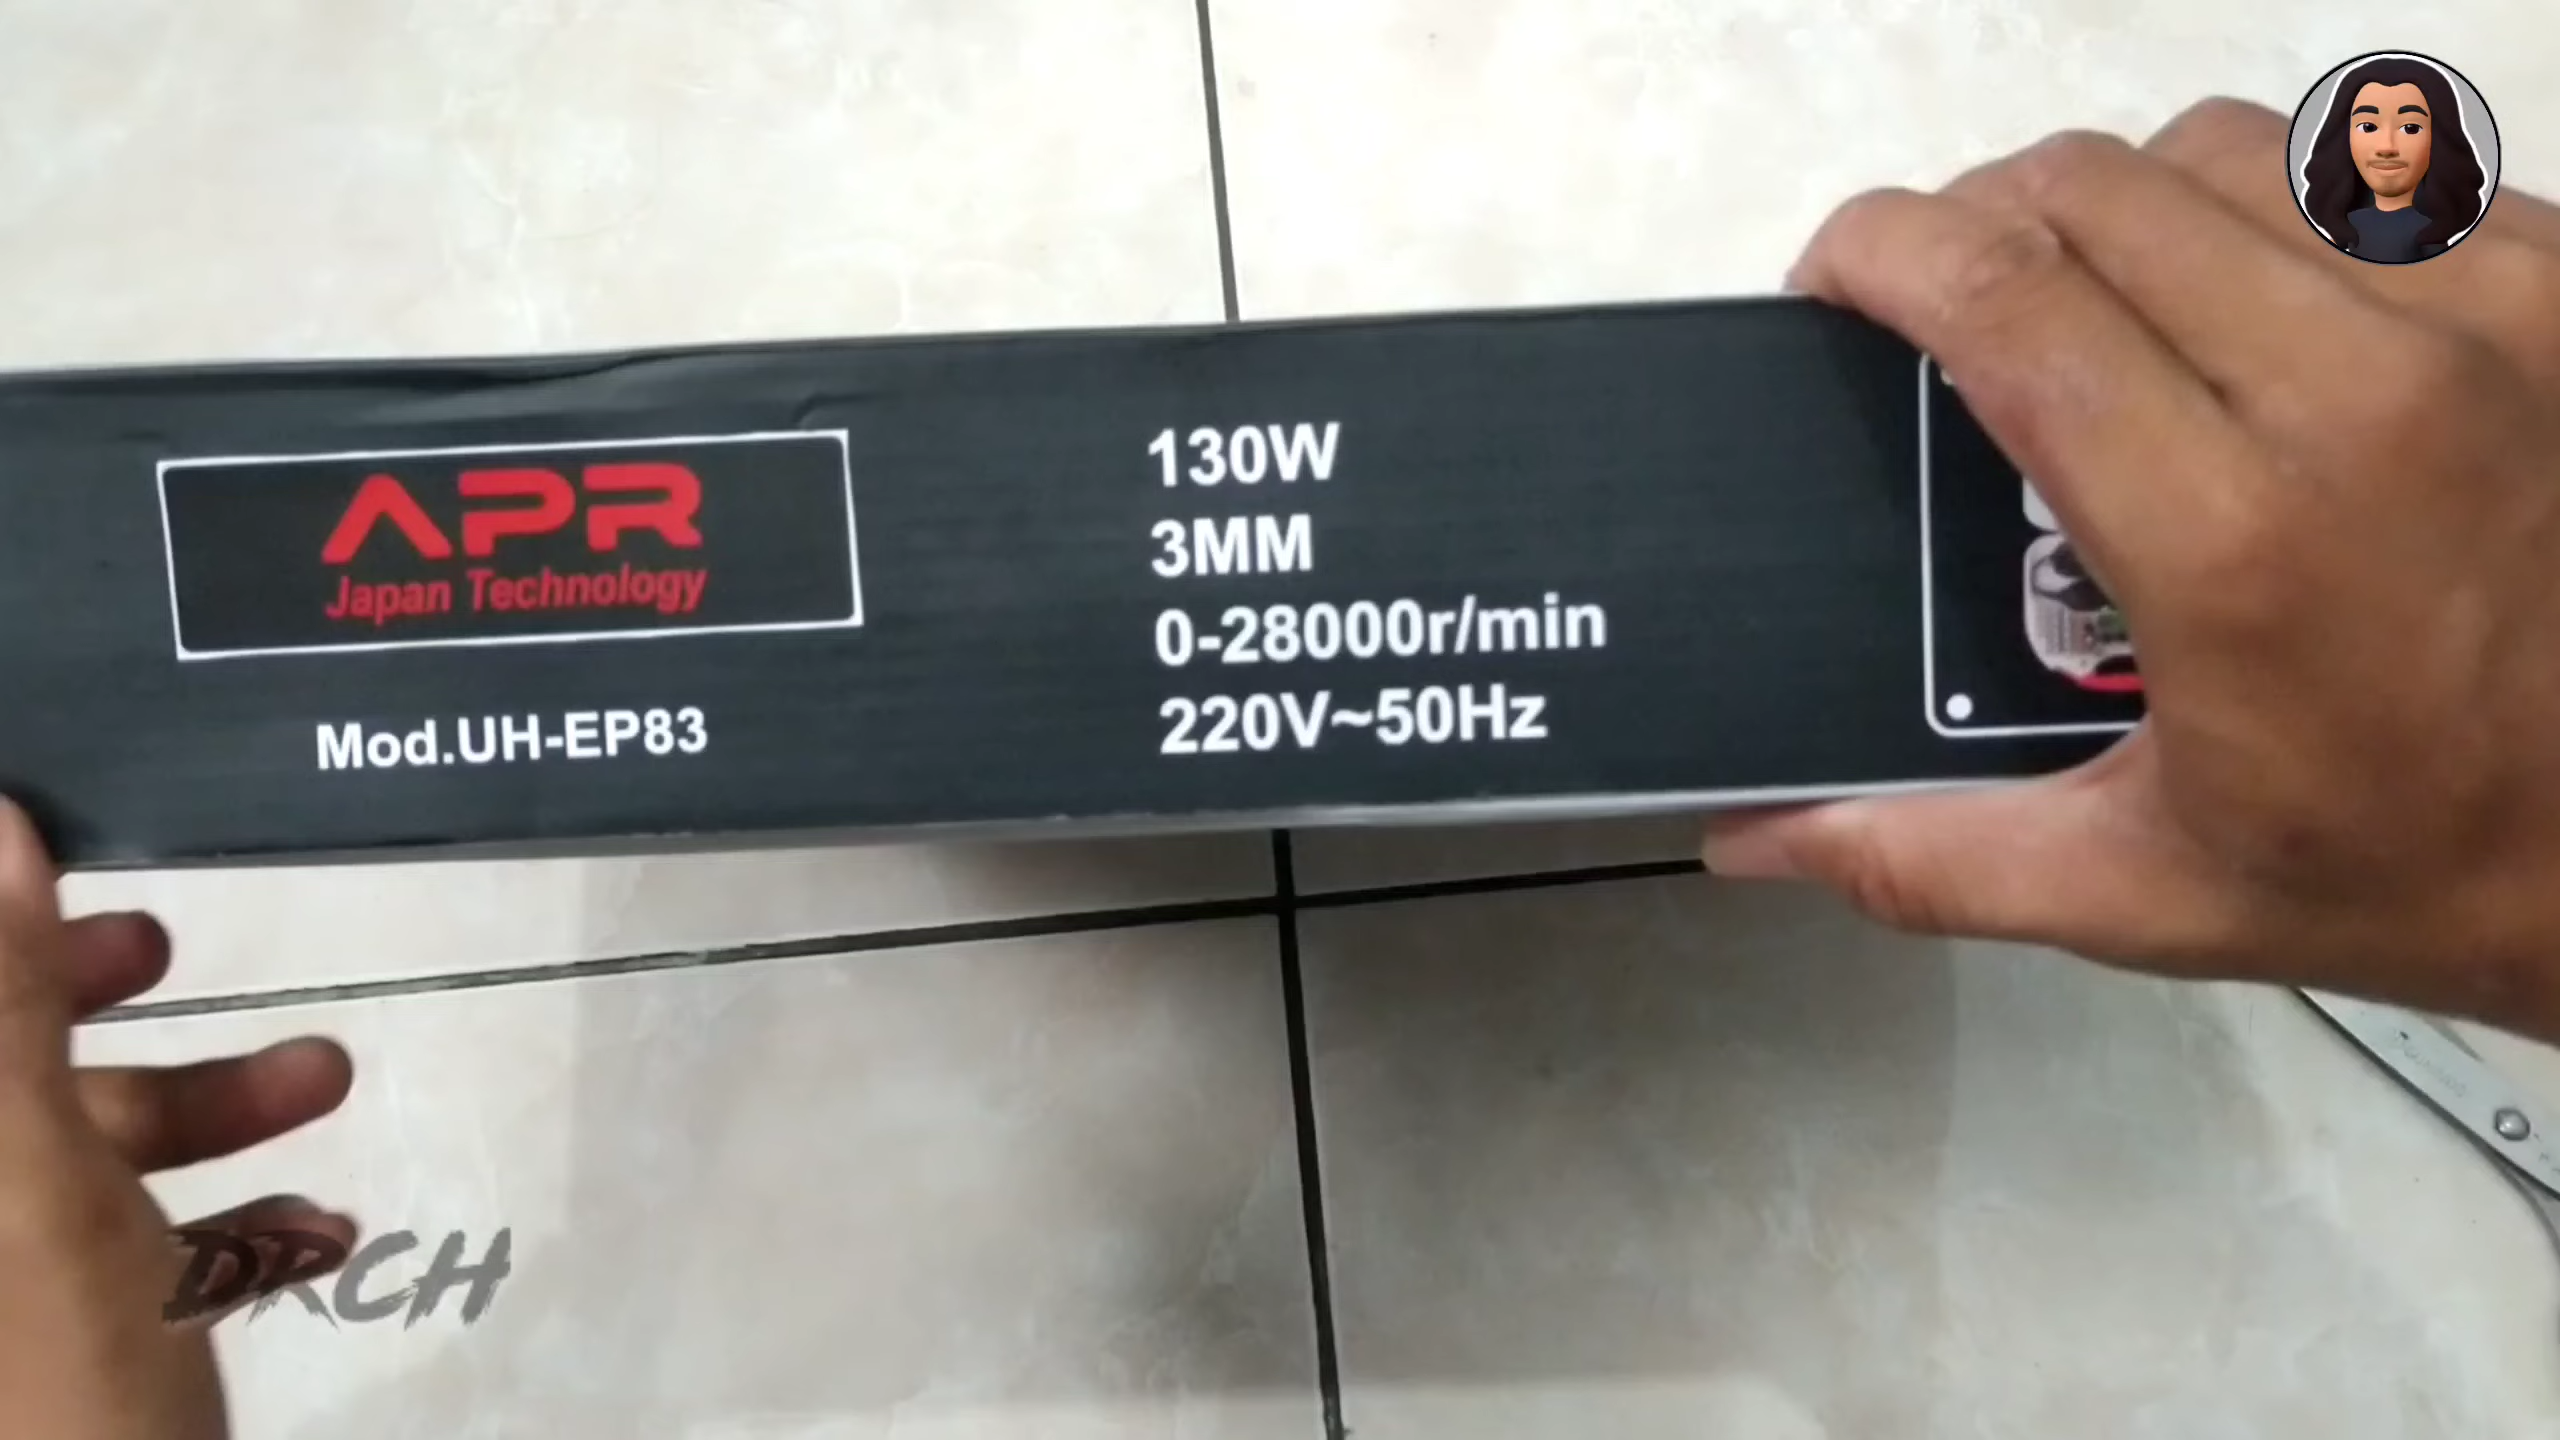 APR
Japan Technology
Mod.UH-EP83
130W
3MM
0-28000r/min
220V~50Hz
DRCH